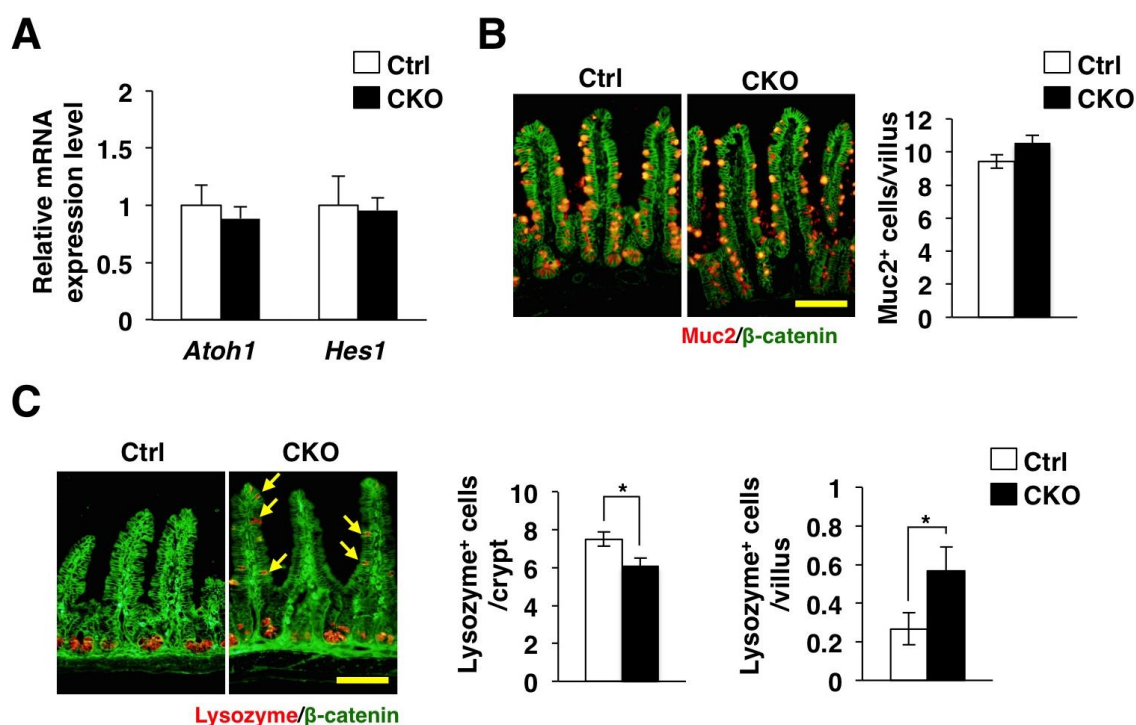 A
Ctrl
CKO
Relative mRNA
expression level
2
1.5
1
0.5
0
Atoh1 Hes1
B
Ctrl CKO
Muc2/β-catenin
Ctrl
CKO
Muc2⁺ cells/villus
12
10
8
6
4
2
0
C
Ctrl CKO
Lysozyme/β-catenin
Lysozyme⁺ cells
/crypt
10
8
6
4
2
0
*
Lysozyme⁺ cells
/villus
1
0.8
0.6
0.4
0.2
0
*
Ctrl
CKO